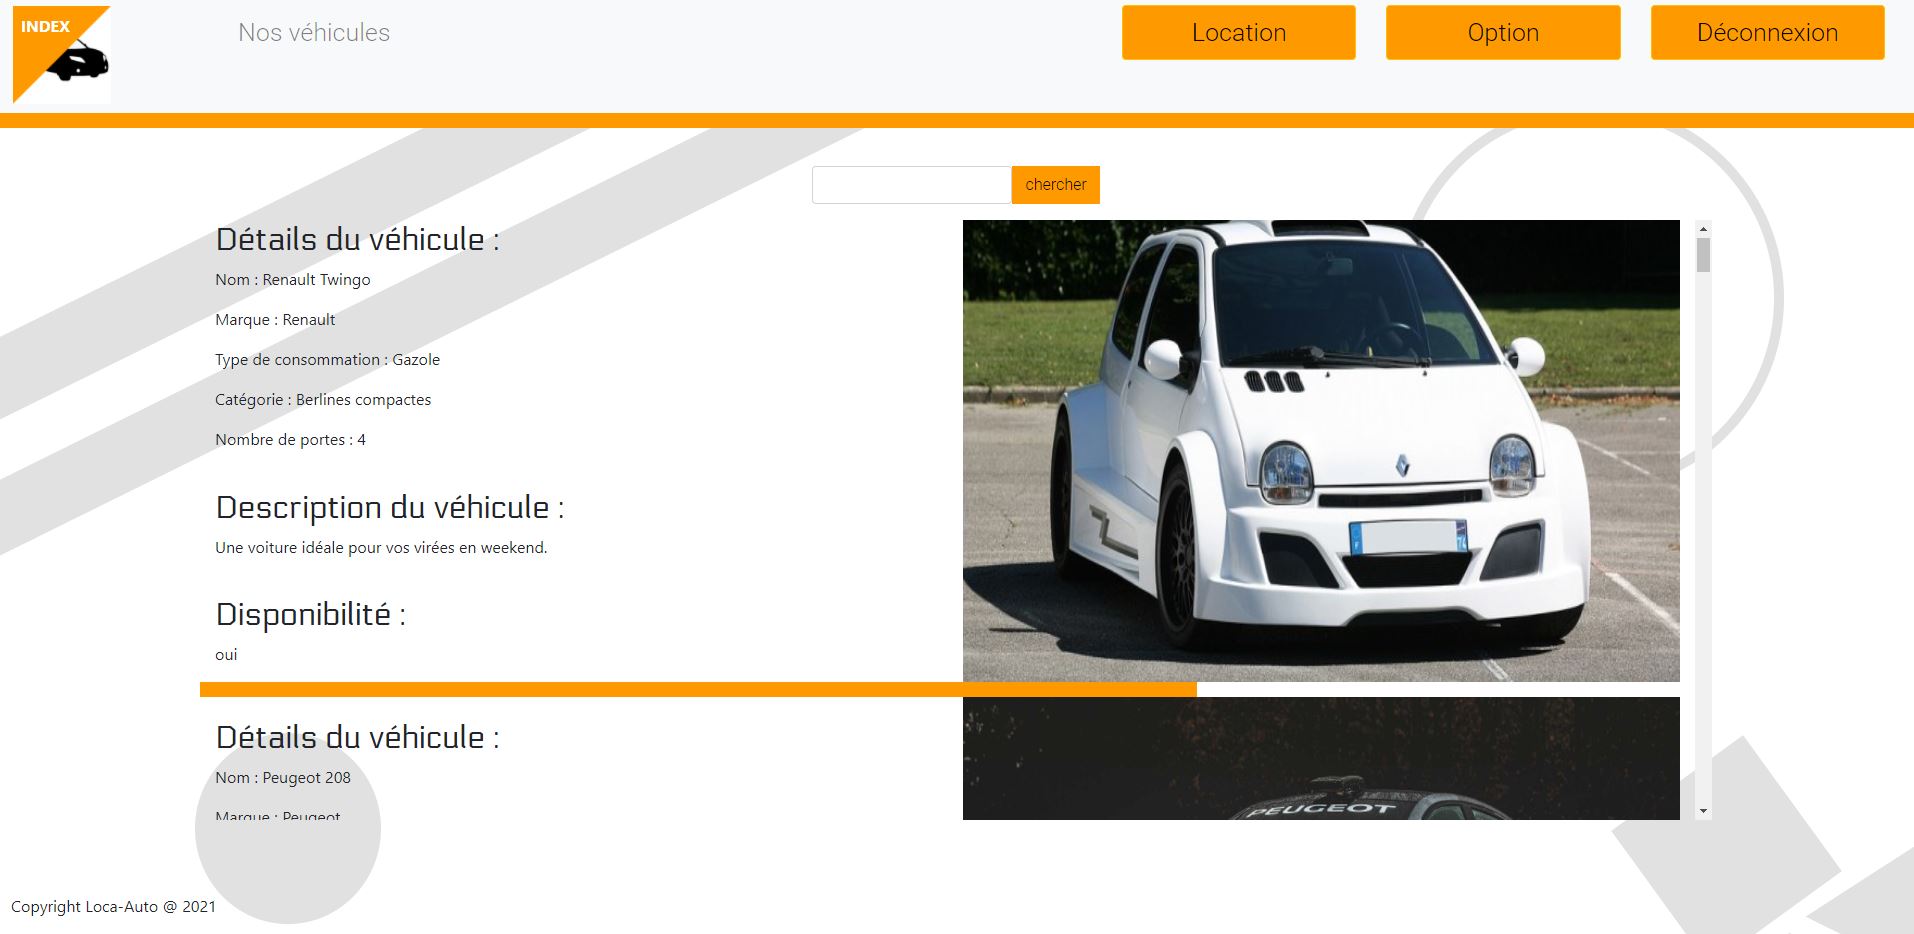 INDEX
Nos véhicules
Location
Option
Déconnexion
chercher
Détails du véhicule :
Nom : Renault Twingo
Marque : Renault
Type de consommation : Gazole
Catégorie : Berlines compactes
Nombre de portes : 4
Description du véhicule :
Une voiture idéale pour vos virées en weekend.
Disponibilité :
oui
F 74
Détails du véhicule :
Nom : Peugeot 208
Marque : Peugeot
PEUGEOT
Copyright Loca-Auto @ 2021